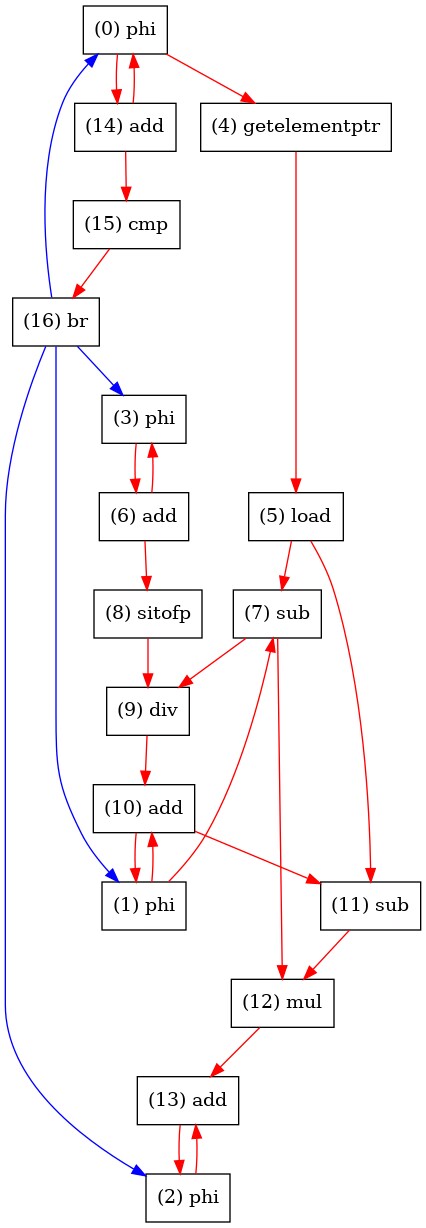 (0) phi
(14) add
(4) getelementptr
(15) cmp
(16) br
(3) phi
(6) add
(5) load
(8) sitofp
(7) sub
(9) div
(10) add
(1) phi
(11) sub
(12) mul
(13) add
(2) phi